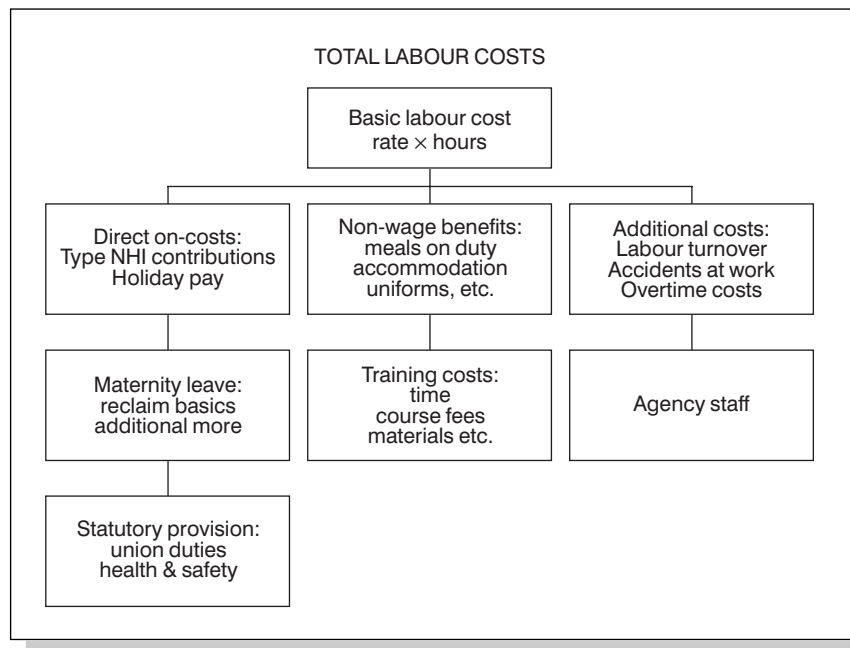 TOTAL LABOUR COSTS
Basic labour cost
rate × hours
Direct on-costs:
Type NHI contributions
Holiday pay
Non-wage benefits:
meals on duty
accommodation
uniforms, etc.
Additional costs:
Labour turnover
Accidents at work
Overtime costs
Maternity leave:
reclaim basics
additional more
Training costs:
time
course fees
materials etc.
Agency staff
Statutory provision:
union duties
health & safety